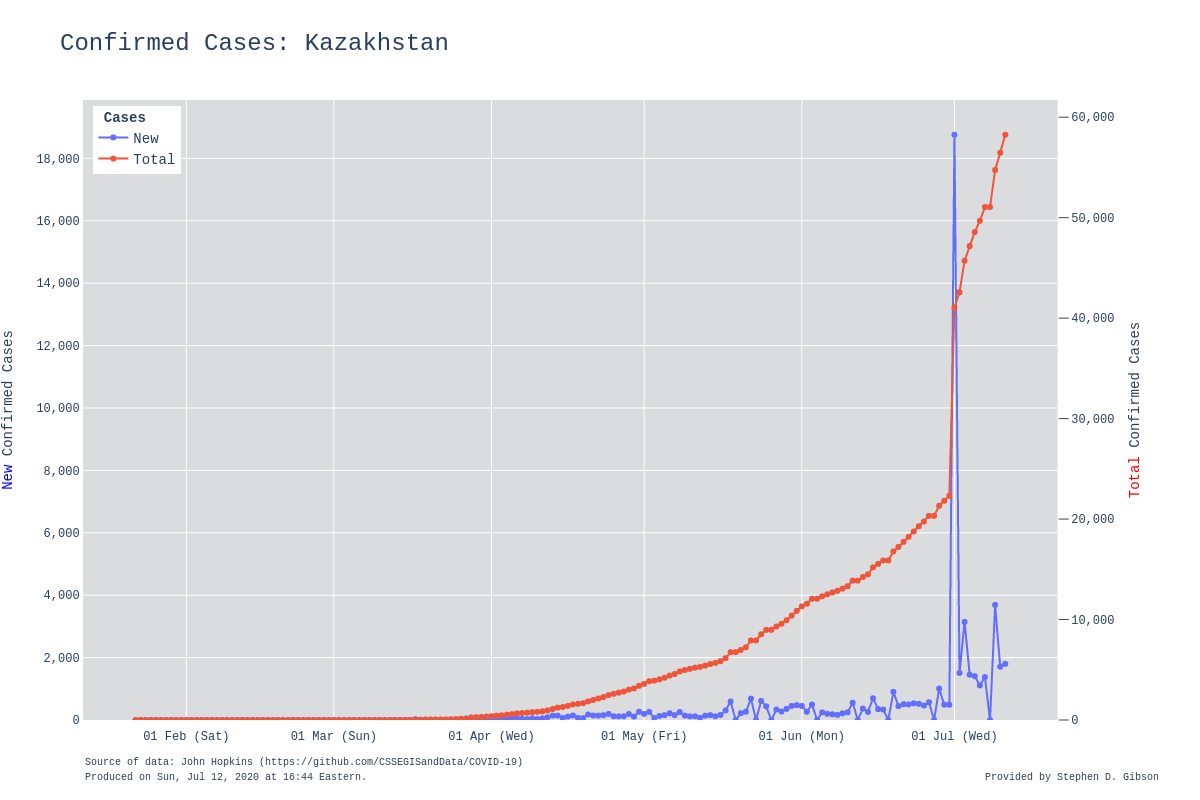 Confirmed Cases: Kazakhstan
Cases
New
Total
18,000
16,000
14,000
12,000
10,000
8,000
6,000
4,000
2,000
0
New Confirmed Cases
60,000
50,000
40,000
30,000
20,000
10,000
0
Total Confirmed Cases
01 Feb (Sat)
01 Mar (Sun)
01 Apr (Wed)
01 May (Fri)
01 Jun (Mon)
01 Jul (Wed)
Source of data: John Hopkins (https://github.com/CSSEGISandData/COVID-19)
Produced on Sun, Jul 12, 2020 at 16:44 Eastern.
Provided by Stephen D. Gibson